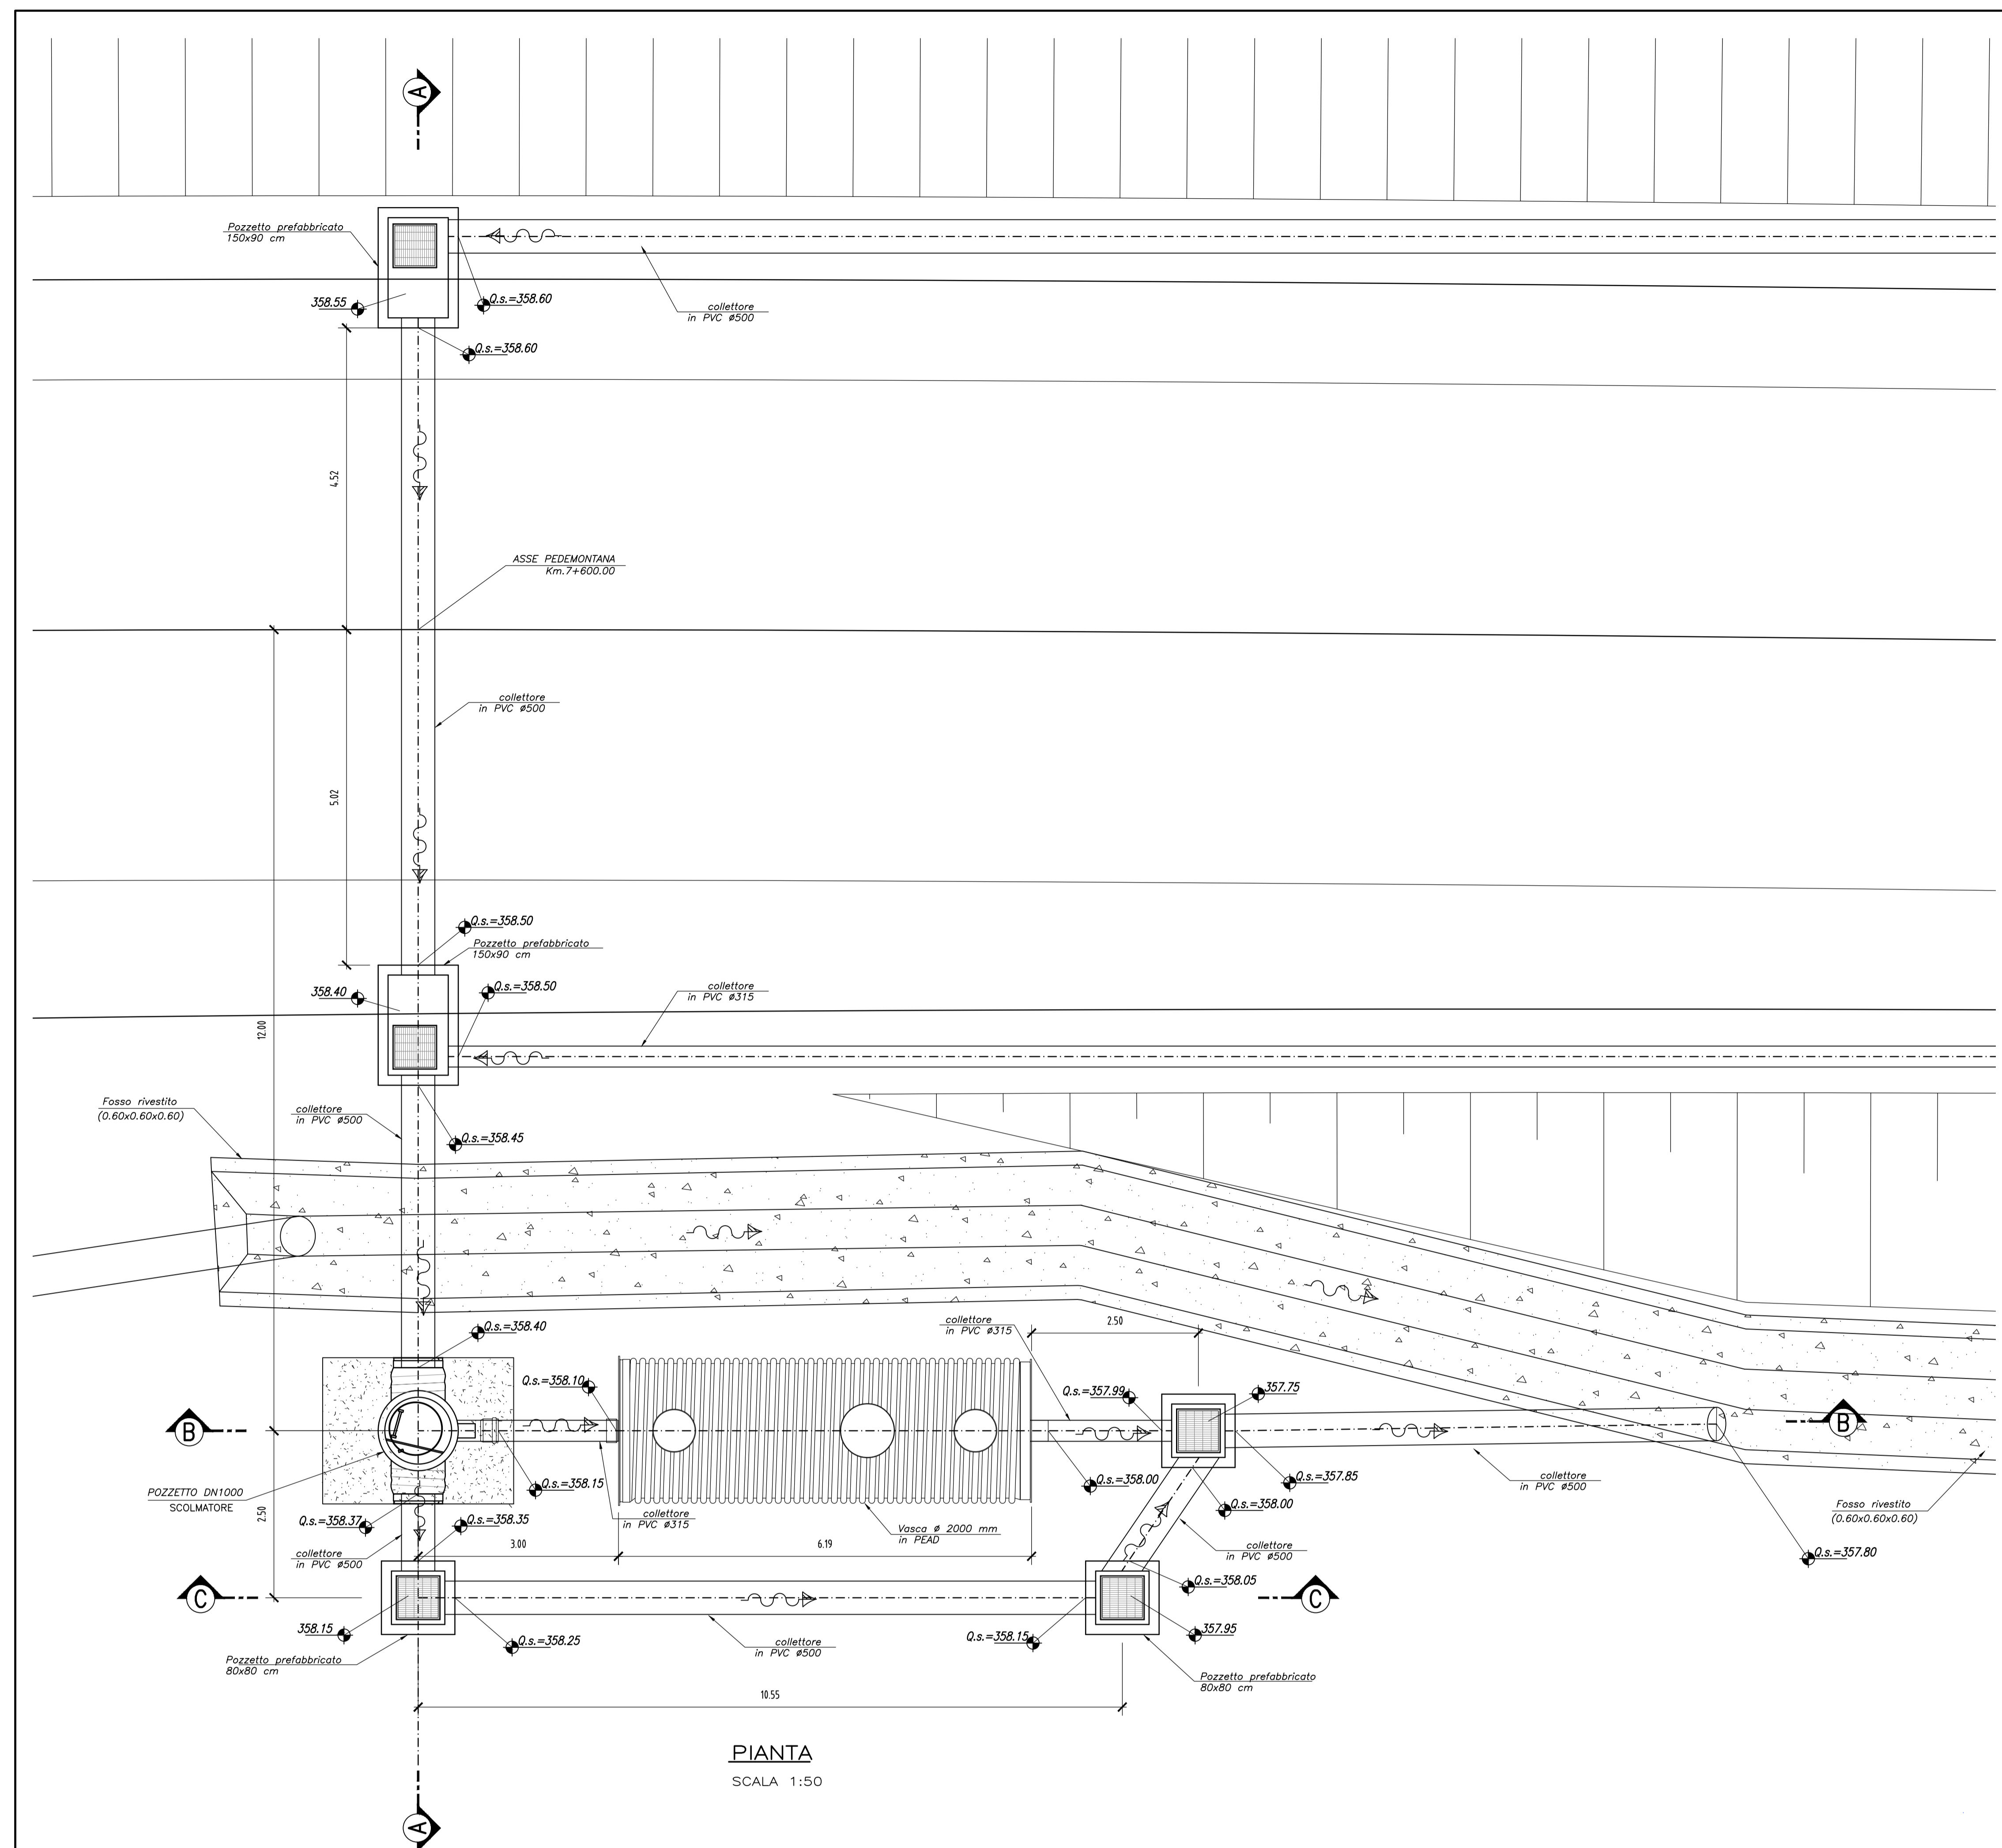 A
Pozzetto prefabbricato
150x90 cm
358.55
Q.s.=358.60
collettore
in PVC ø500
Q.s.=358.60
4.52
ASSE PEDEMONTANA
Km.7+600.00
collettore
in PVC ø500
5.02
Q.s.=358.50
Pozzetto prefabbricato
150x90 cm
358.40
Q.s.=358.50
collettore
in PVC ø315
12.00
Fosso rivestito
(0.60x0.60x0.60)
collettore
in PVC ø500
Q.s.=358.45
Q.s.=358.40
collettore
in PVC ø315
2.50
Q.s.=358.10
Q.s.=357.99
357.75
B
B
Q.s.=358.15
Q.s.=358.00
Q.s.=357.85
collettore
in PVC ø500
POZZETTO DN1000
SCOLMATORE
2.50
Q.s.=358.37
Q.s.=358.35
collettore
in PVC ø315
Vasca ø 2000 mm
in PEAD
Q.s.=358.00
Fosso rivestito
(0.60x0.60x0.60)
collettore
in PVC ø500
3.00
6.19
collettore
in PVC ø500
Q.s.=357.80
C
Q.s.=358.05
C
358.15
Q.s.=358.25
collettore
in PVC ø500
Q.s.=358.15
357.95
Pozzetto prefabbricato
80x80 cm
Pozzetto prefabbricato
80x80 cm
10.55
PIANTA
SCALA 1:50
A